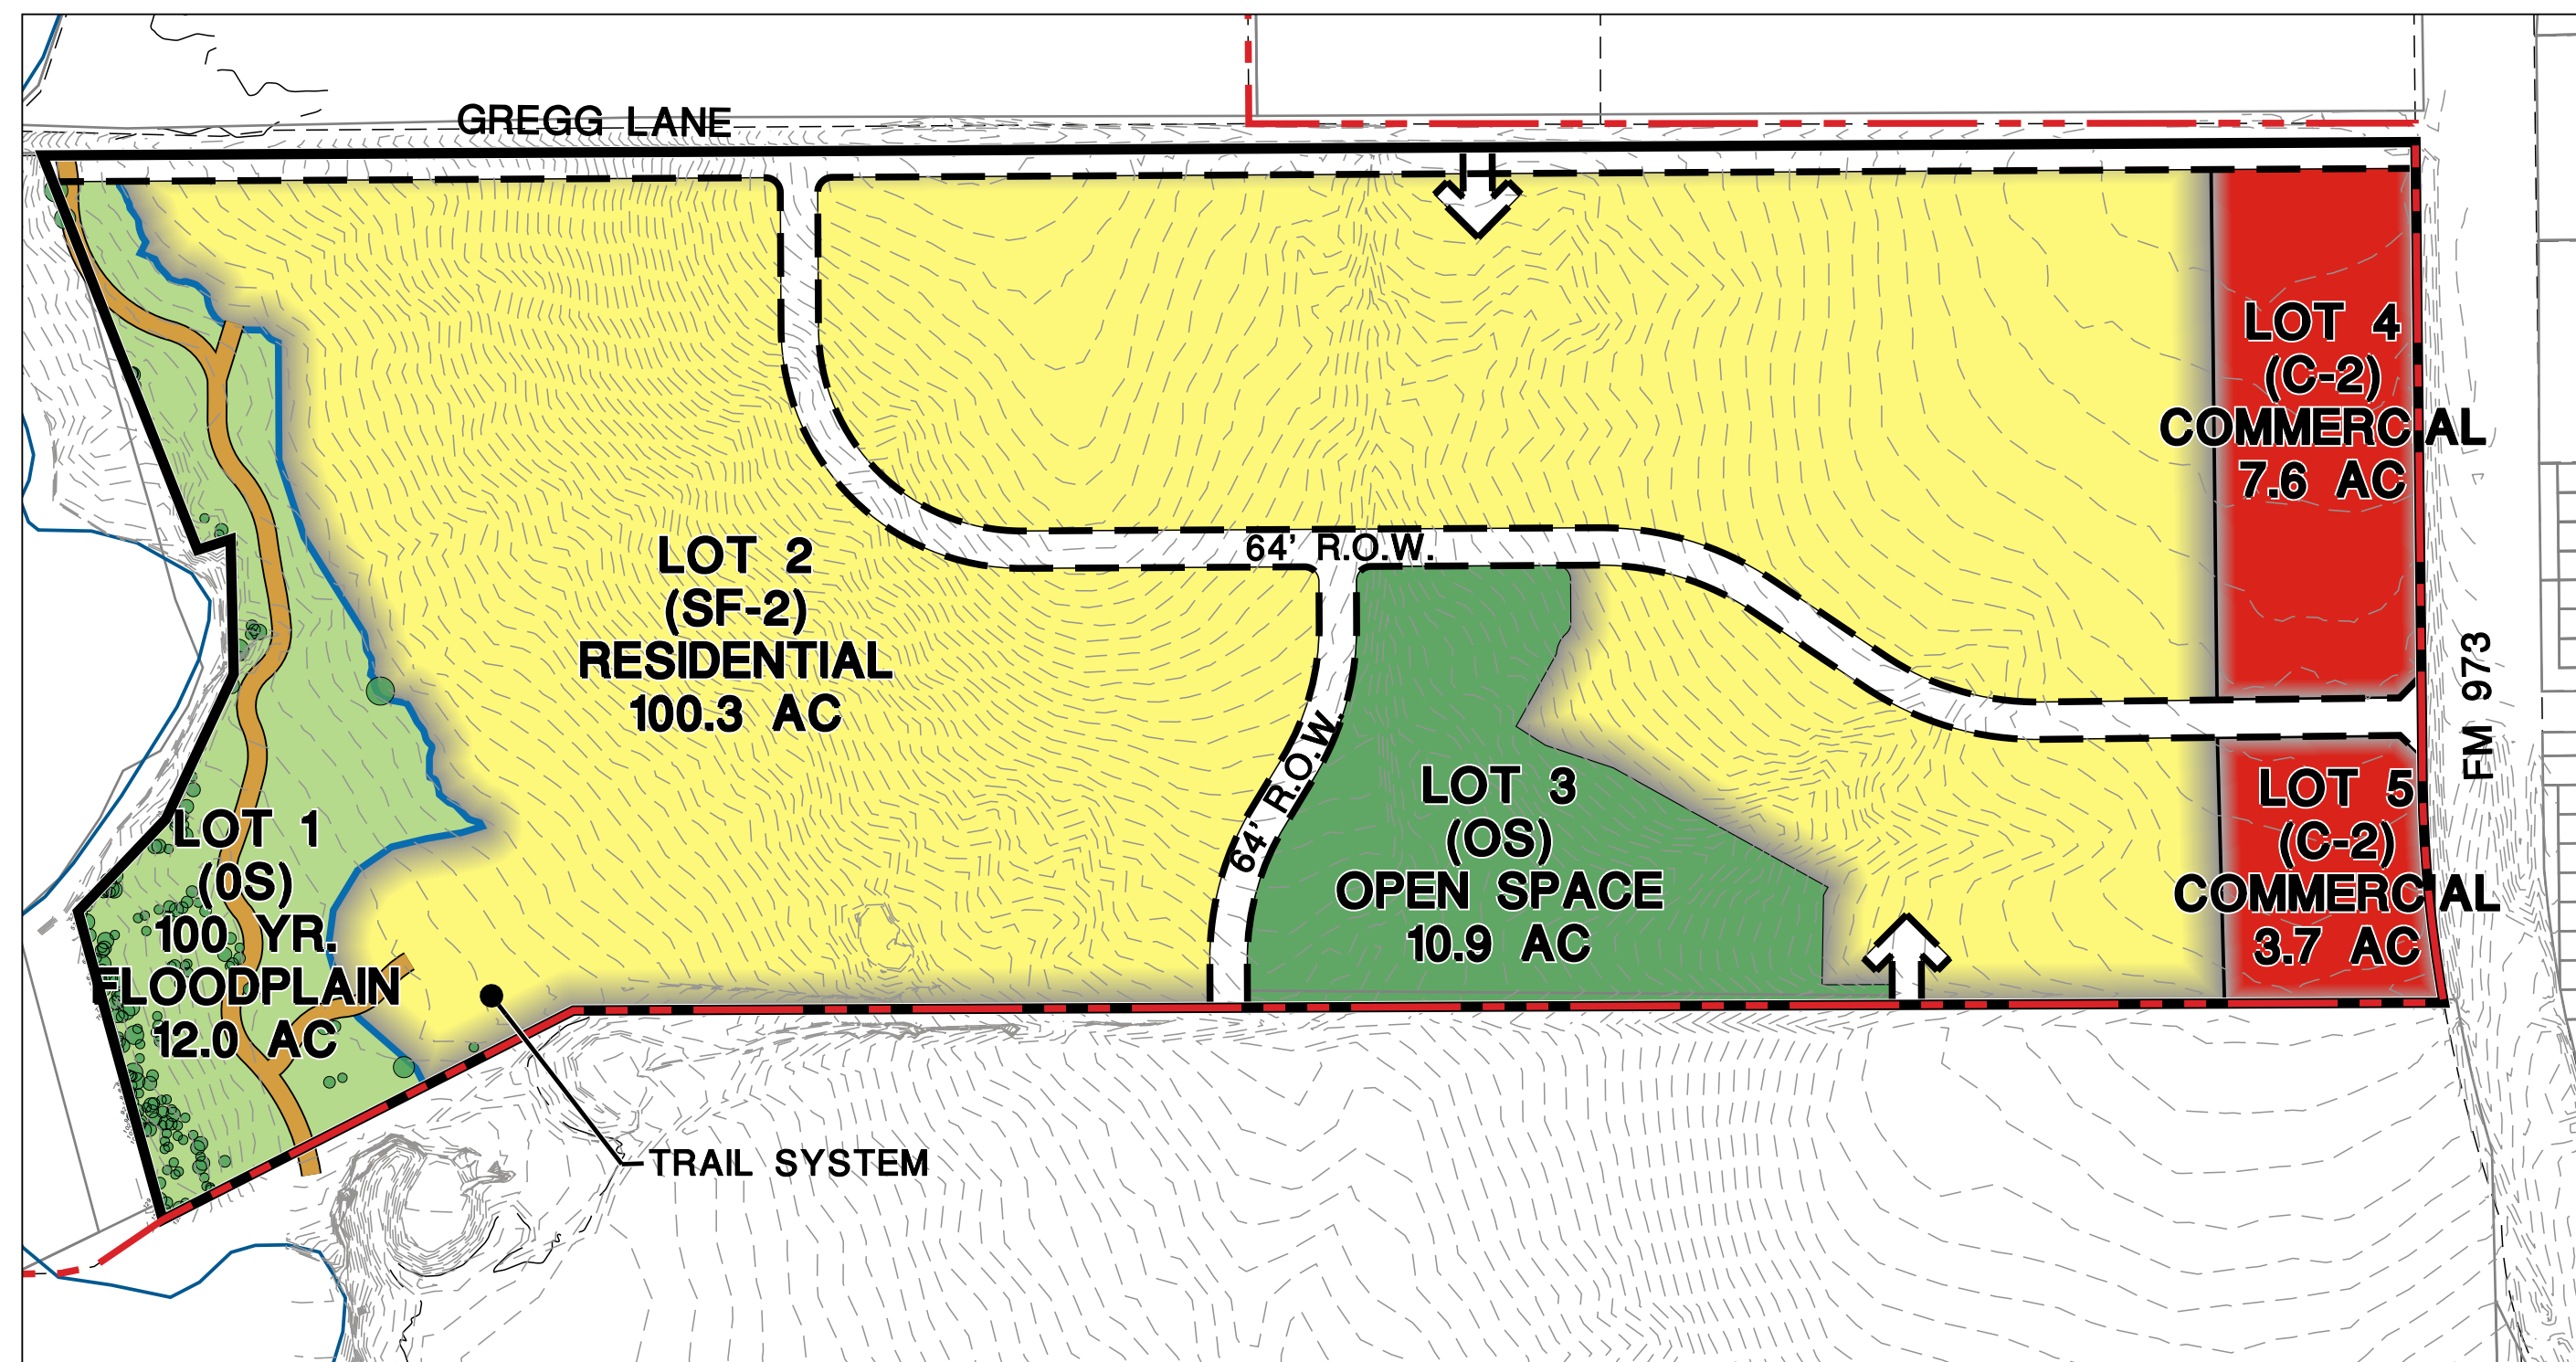 GREGG LANE
LOT 4
(C-2)
COMMERCIAL
7.6 AC
64' R.O.W.
LOT 2
(SF-2)
RESIDENTIAL
100.3 AC
FM 973
64' R.O.W.
LOT 3
(OS)
OPEN SPACE
10.9 AC
LOT 5
(C-2)
COMMERCIAL
3.7 AC
LOT 1
(0S)
100 YR.
FLOODPLAIN
12.0 AC
TRAIL SYSTEM